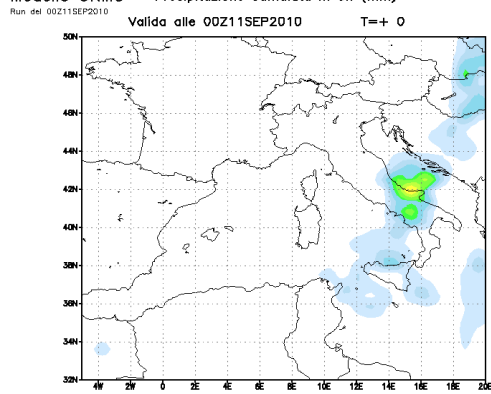 Run del 00Z11SEP2010
Valida alle 00Z11SEP2010 T=+ 0
50N
48N
46N
44N
42N
40N
38N
36N
34N
32N
4W 2W 0 2E 4E 6E 8E 10E 12E 14E 16E 18E 20E